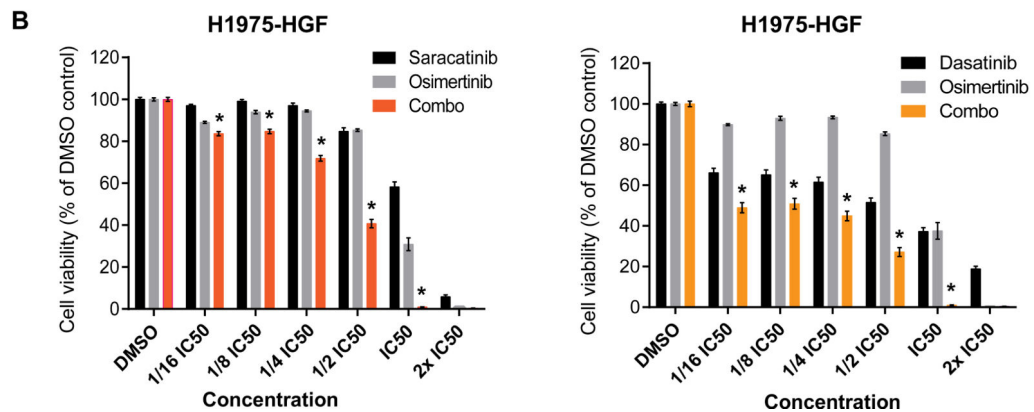 B
H1975-HGF
Cell viability (% of DMSO control)
120
100
80
60
40
20
0
Saracatinib
Osimertinib
Combo
*
*
*
*
*
DMSO
1/16 IC50
1/8 IC50
1/4 IC50
1/2 IC50
IC50
2x IC50
Concentration
H1975-HGF
Cell viability (% of DMSO control)
120
100
80
60
40
20
0
Dasatinib
Osimertinib
Combo
*
*
*
*
*
DMSO
1/16 IC50
1/8 IC50
1/4 IC50
1/2 IC50
IC50
2x IC50
Concentration